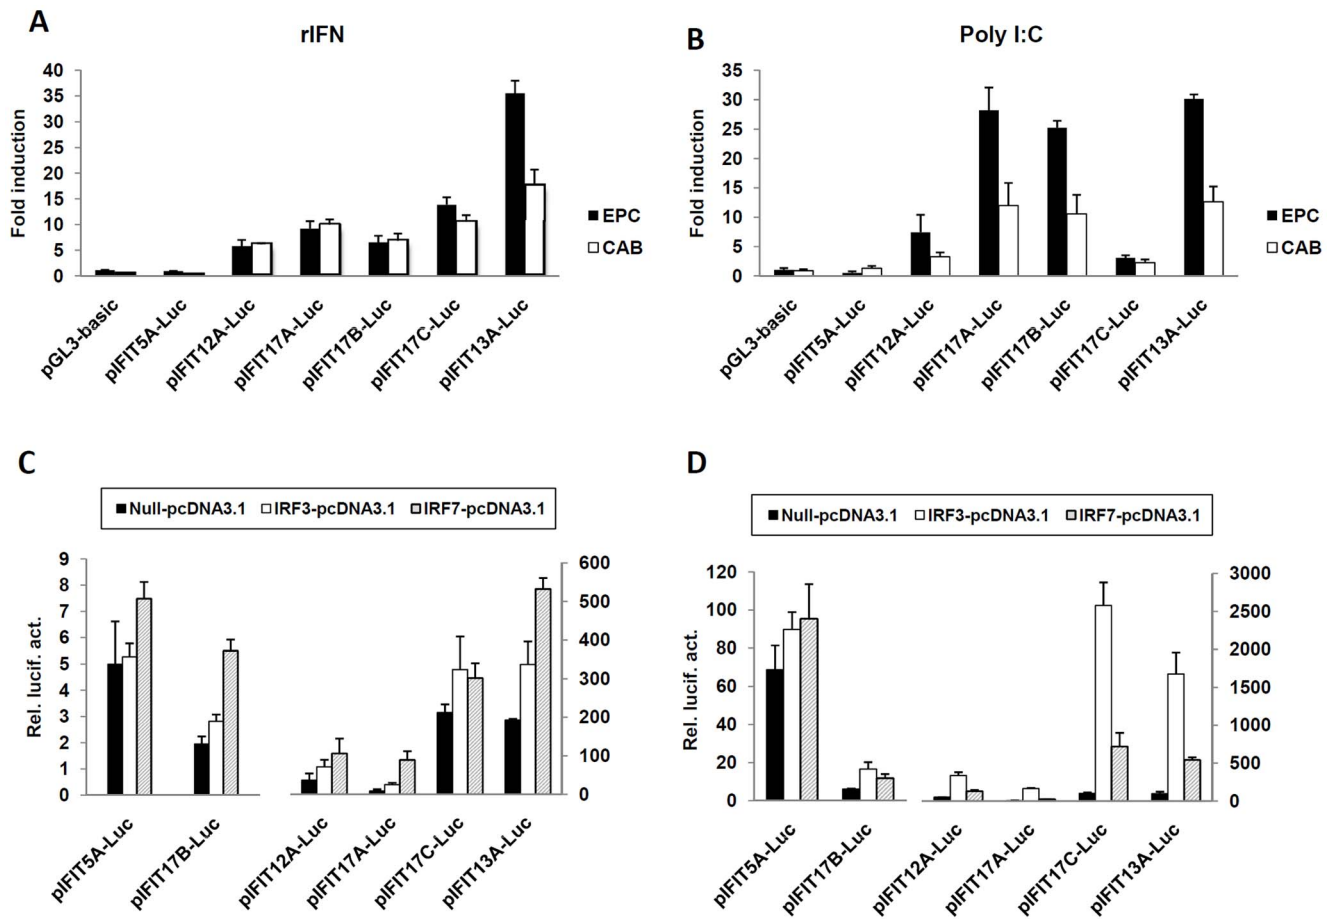 A
rIFN
40
35
30
25
20
15
10
5
0
Fold induction
EPC
CAB
pGL3-basic
pIFIT5A-Luc
pIFIT12A-Luc
pIFIT17A-Luc
pIFIT17B-Luc
pIFIT17C-Luc
pIFIT13A-Luc
B
Poly I:C
35
30
25
20
15
10
5
0
Fold induction
EPC
CAB
pGL3-basic
pIFIT5A-Luc
pIFIT12A-Luc
pIFIT17A-Luc
pIFIT17B-Luc
pIFIT17C-Luc
pIFIT13A-Luc
C
Null-pcDNA3.1 IRF3-pcDNA3.1 IRF7-pcDNA3.1
9
8
7
6
5
4
3
2
1
0
Rel. lucif. act.
600
500
400
300
200
100
0
pIFIT5A-Luc
pIFIT17B-Luc
pIFIT12A-Luc
pIFIT17A-Luc
pIFIT17C-Luc
pIFIT13A-Luc
D
Null-pcDNA3.1 IRF3-pcDNA3.1 IRF7-pcDNA3.1
120
100
80
60
40
20
0
Rel. lucif. act.
3000
2500
2000
1500
1000
500
0
pIFIT5A-Luc
pIFIT17B-Luc
pIFIT12A-Luc
pIFIT17A-Luc
pIFIT17C-Luc
pIFIT13A-Luc